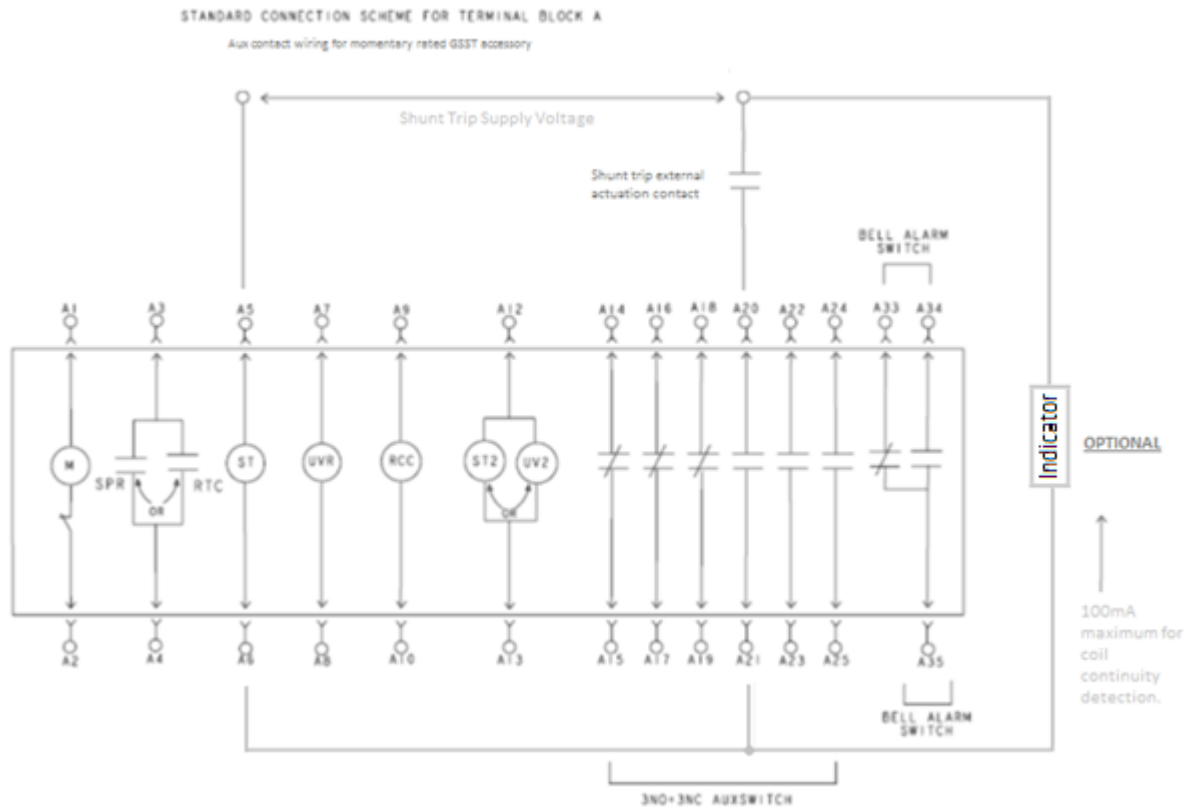 STANDARD CONNECTION SCHEME FOR TERMINAL BLOCK A
Aux contact wiring for momentary rated GSST accessory
Shunt Trip Supply Voltage
Shunt trip external
actuation contact
BELL ALARM
SWITCH
A1 A3 A5 A7 A9 A12 A14 A16 A18 A20 A22 A24 A33 A34
M SPR OR RTC ST UVR RCC ST2 OR UV2
Indicator
OPTIONAL
A2 A4 A6 A8 A10 A13 A15 A17 A19 A21 A23 A25 A35
100mA
maximum for
coil
continuity
detection.
BELL ALARM
SWITCH
3NO+3NC AUXSWITCH